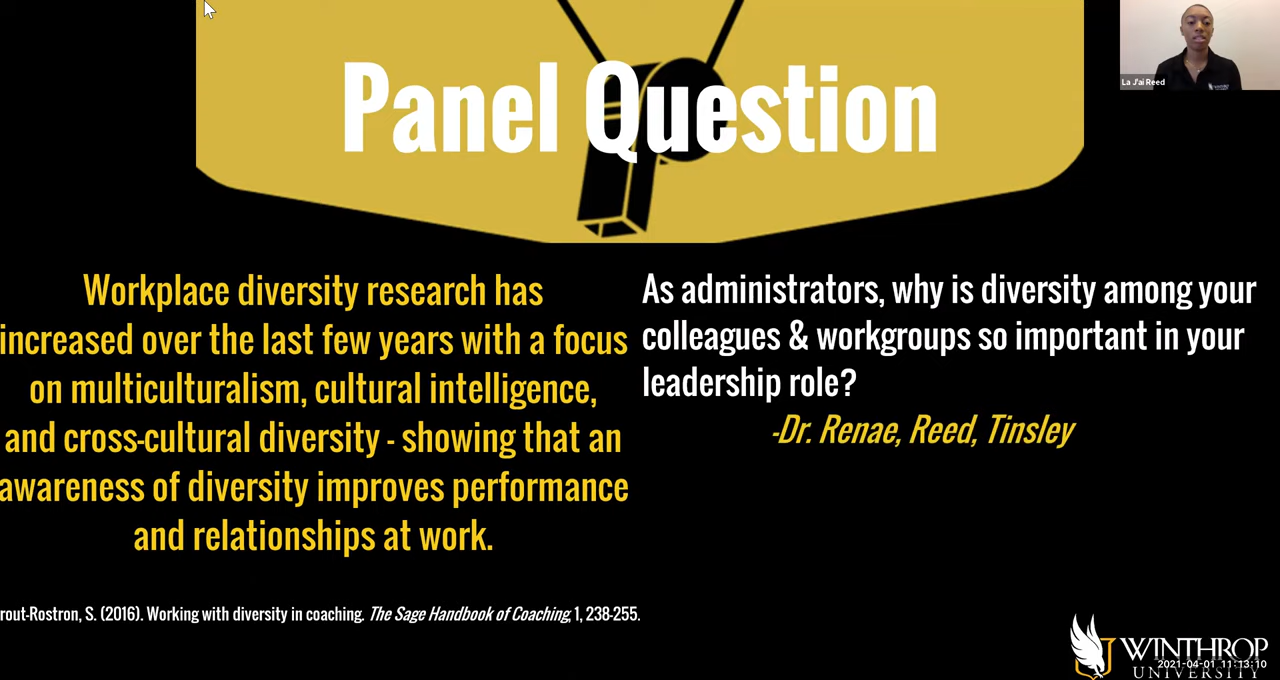 Panel Question
La J'ai Reed
Workplace diversity research has
increased over the last few years with a focus
on multiculturalism, cultural intelligence,
and cross-cultural diversity - showing that an
awareness of diversity improves performance
and relationships at work.
As administrators, why is diversity among your
colleagues & workgroups so important in your
leadership role?
-Dr. Renae, Reed, Tinsley
rout-Rostron, S. (2016). Working with diversity in coaching. The Sage Handbook of Coaching, 1, 238-255.
WINTHROP
2021-04-01 11:13:10
UNIVERSITY